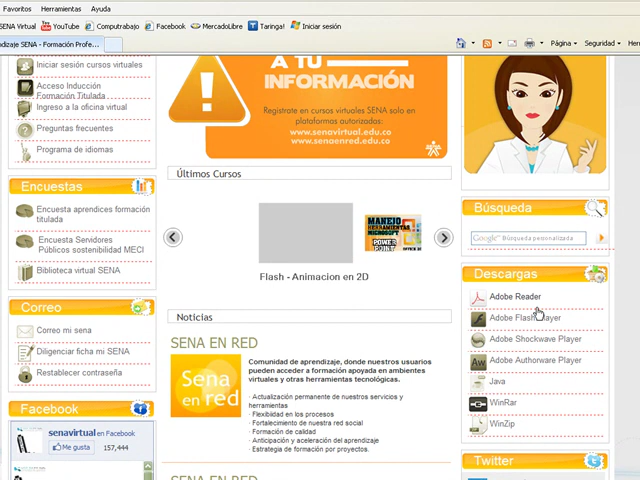 Favoritos Herramientas Ayuda
SENA Virtual YouTube Computrabajo Facebook MercadoLibre Taringa! Iniciar sesión
dizaje SENA - Formación Profe...
Página Seguridad
Iniciar sesión cursos virtuales
Acceso Inducción
Formación Titulada
Ingreso a la oficina virtual
Preguntas frecuentes
Programa de idiomas
Encuestas
Encuesta aprendices formación
titulada
Encuesta Servidores
Públicos sostenibilidad MECI
Biblioteca virtual SENA
Correo
Correo mi sena
Diligenciar ficha mi SENA
Restablecer contraseña
Facebook
senavirtual en Facebook
Me gusta 157,444
A TU
INFORMACIÓN
Regístrate en cursos virtuales SENA solo en
plataformas autorizadas:
www.senavirtual.edu.co
www.senaenred.edu.co
Últimos Cursos
MANEJO
HERRAMIENTAS
MICROSOFT
POWER
POINT
Flash - Animacion en 2D
Noticias
SENA EN RED
Sena
en red
Comunidad de aprendizaje, donde nuestros usuarios
pueden acceder a formación apoyada en ambientes
virtuales y otras herramientas tecnológicas.
· Actualización permanente de nuestros servicios y
herramientas
· Flexibidad en los procesos
· Fortalecimiento de nuestra red social
· Formación de calidad
· Anticipación y aceleración del aprendizaje
· Estrategia de formación por proyectos.
SENA EN RED
Búsqueda
Google Búsqueda personalizada
Descargas
Adobe Reader
Adobe Flash Player
Adobe Shockwave Player
Adobe Authorware Player
Java
WinRar
WinZip
Twitter